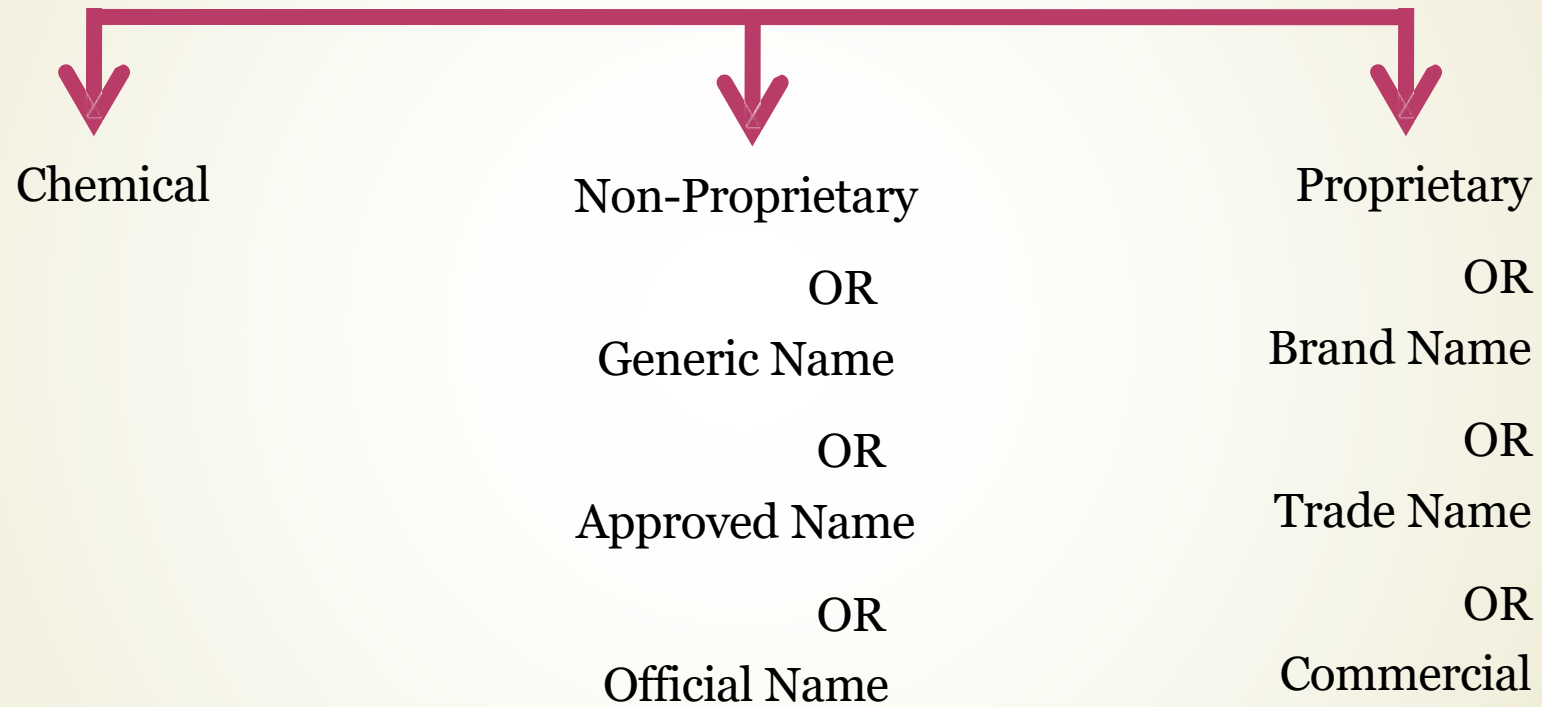 Chemical
Non-Proprietary
OR
Generic Name
OR
Approved Name
OR
Official Name
Proprietary
OR
Brand Name
OR
Trade Name
OR
Commercial